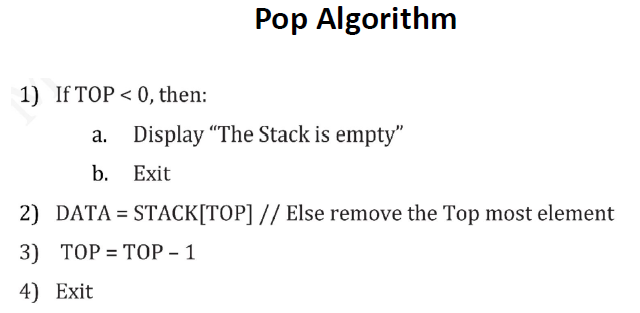 Pop Algorithm
1) If TOP < 0, then:
a. Display “The Stack is empty”
b. Exit
2) DATA = STACK[TOP] // Else remove the Top most element
3) TOP = TOP – 1
4) Exit